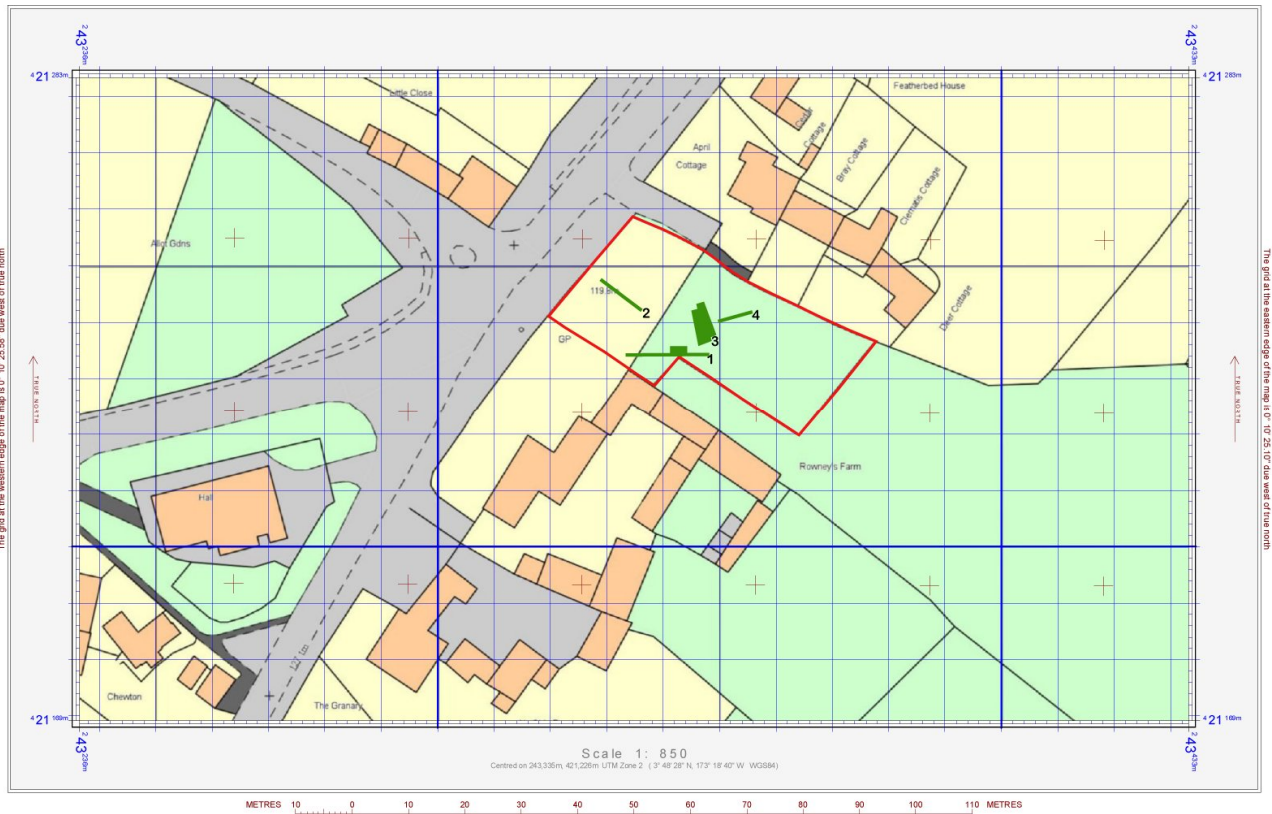 2 43 236m
2 43 433m
4 21 283m
4 21 283m
Little Close
Featherbed House
Cedar
Cottage
April
Cottage
Bray Cottage
Clematis Cottage
Allot Gdns
2
4
3
1
GP
Deer Cottage
TRUE NORTH
TRUE NORTH
The grid at the eastern edge of the map is 0° 10' 25.10" due west of true north
Rowney's Farm
Hall
Chewton
The Granary
4 21 169m
4 21 169m
2 43 236m
2 43 433m
Scale 1: 850
Centred on 243,335m, 421,226m UTM Zone 2 ( 3° 48' 28" N, 173° 18' 40" W WGS84)
METRES 10 0 10 20 30 40 50 60 70 80 90 100 110 METRES